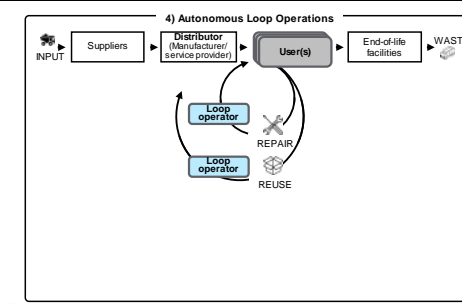 4) Autonomous Loop Operations
INPUT
Suppliers
Distributor
(Manufacturer/
service provider)
User(s)
End-of-life
facilities
WAST
Loop
operator
REPAIR
Loop
operator
REUSE